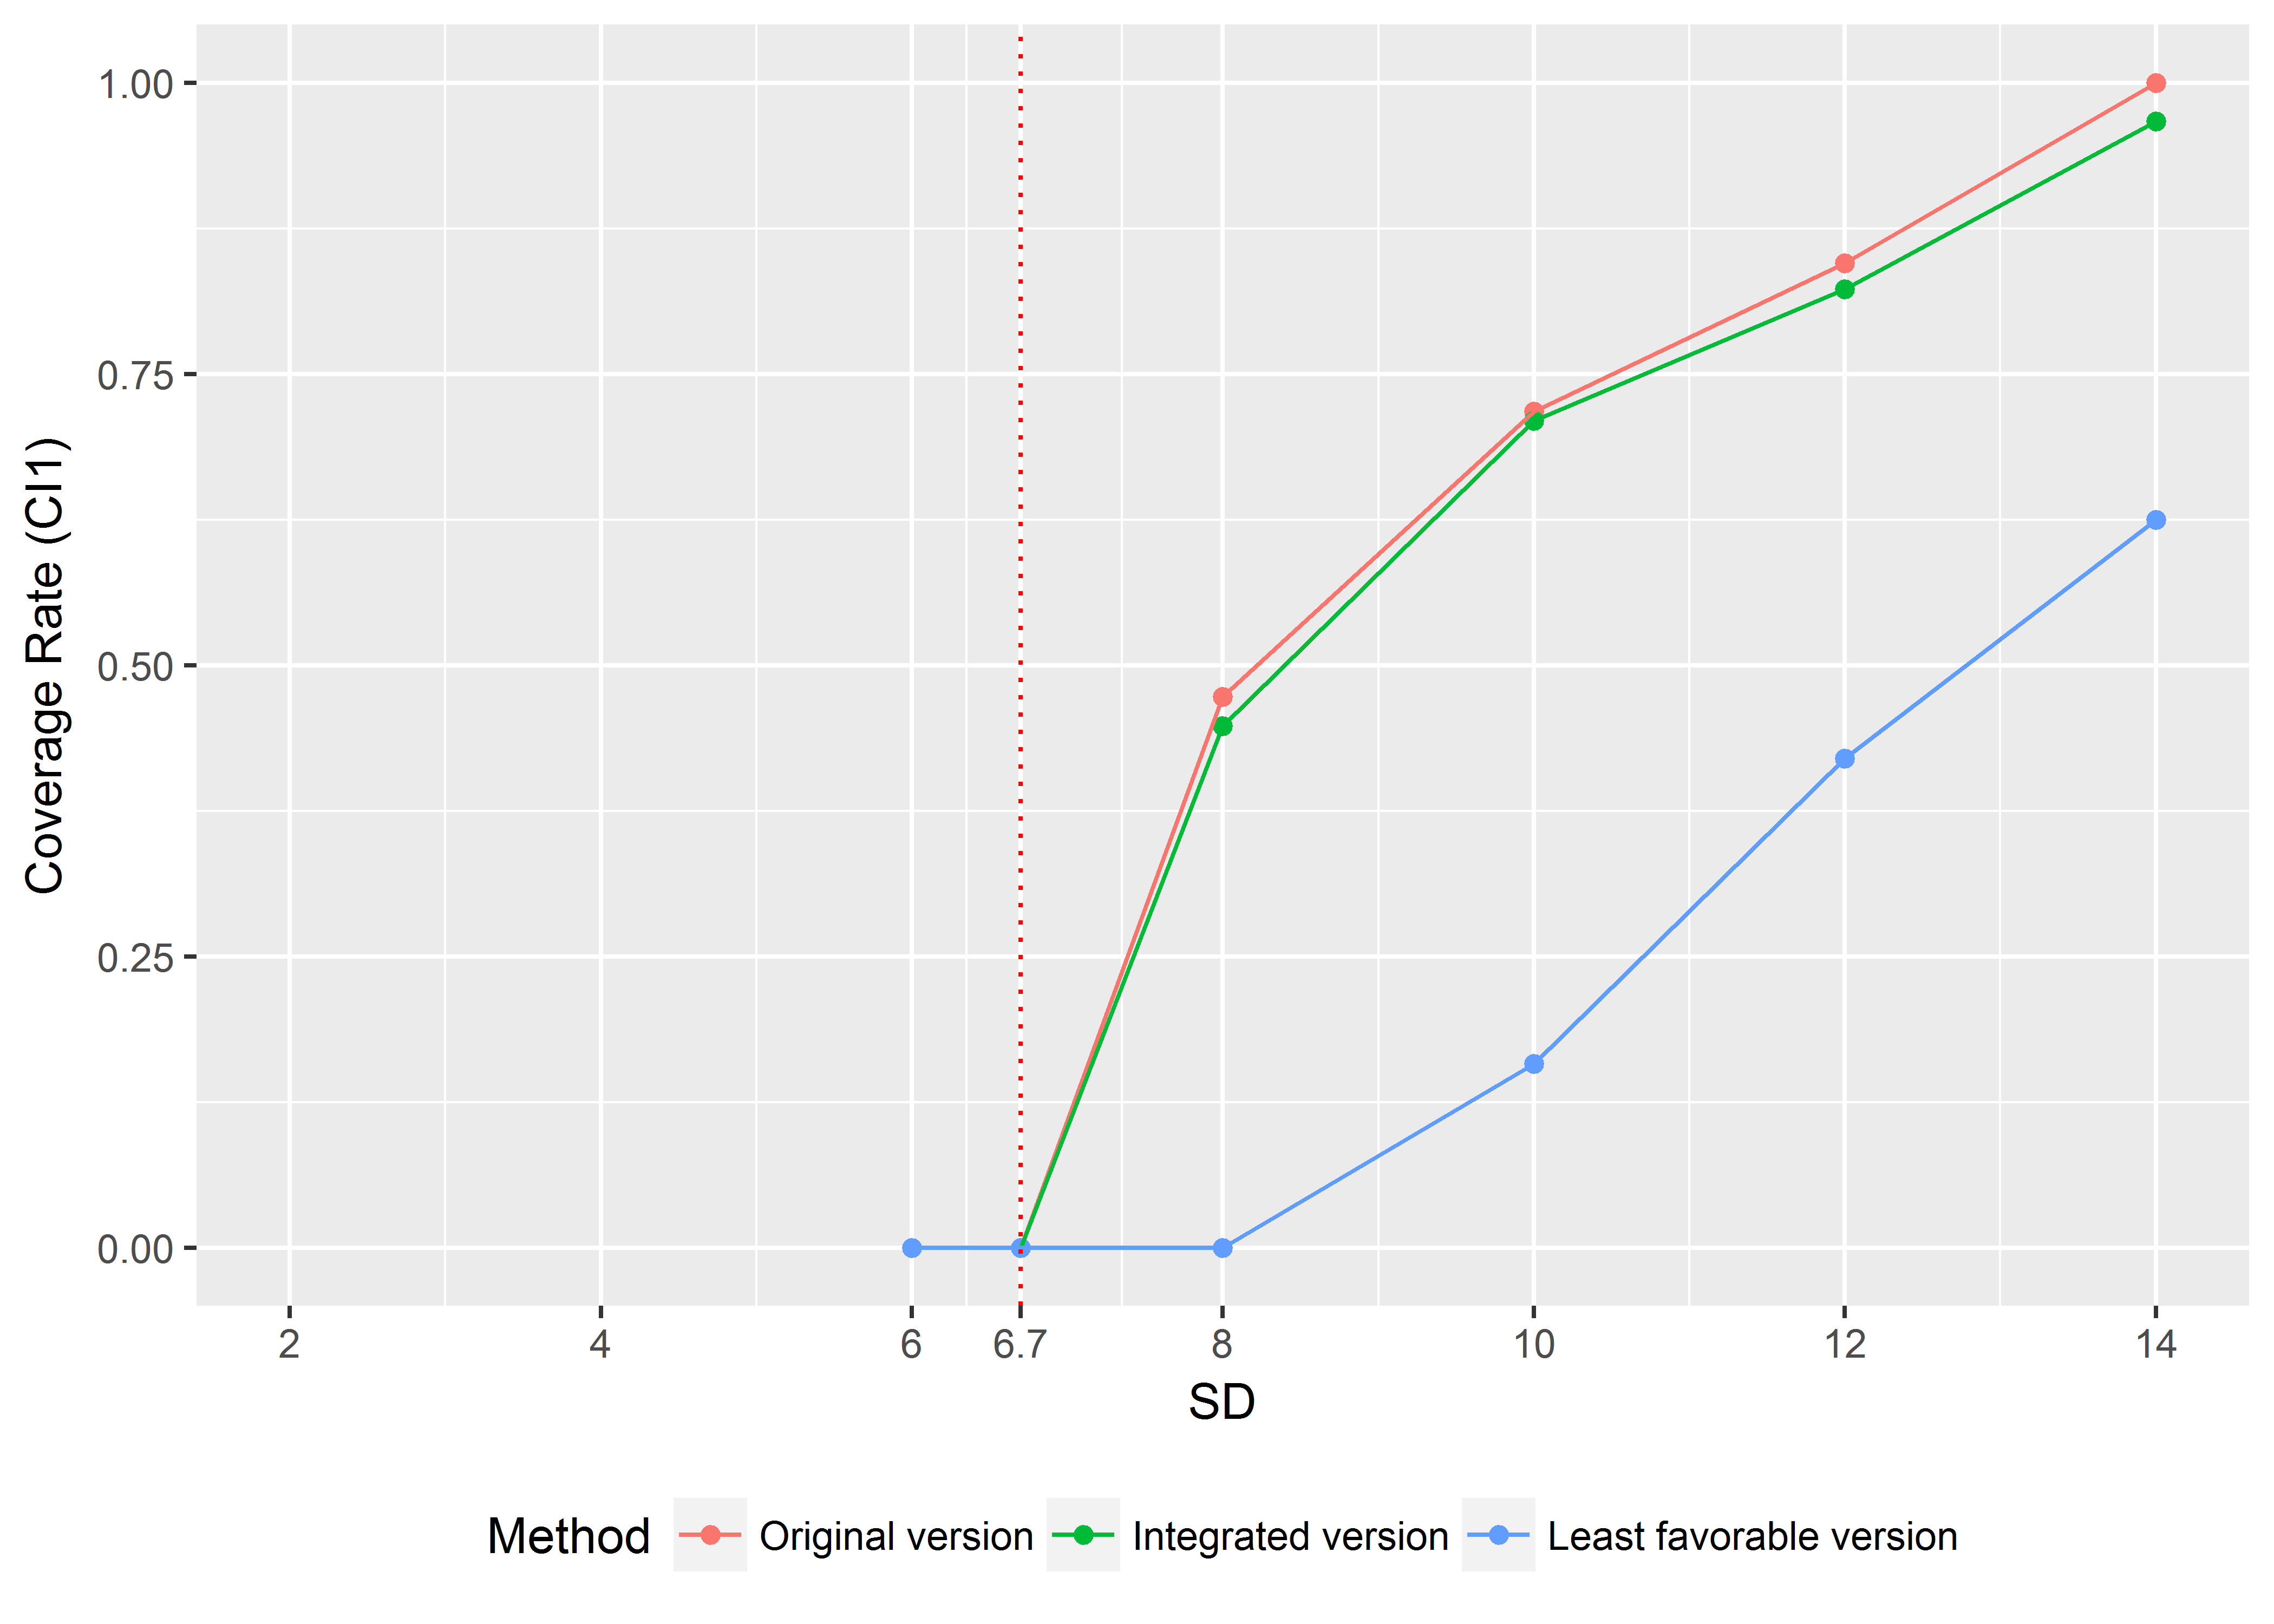 Coverage Rate (CI1)
1.00
0.75
0.50
0.25
0.00
2 4 6 6.7 8 10 12 14
SD
Method Original version Integrated version Least favorable version